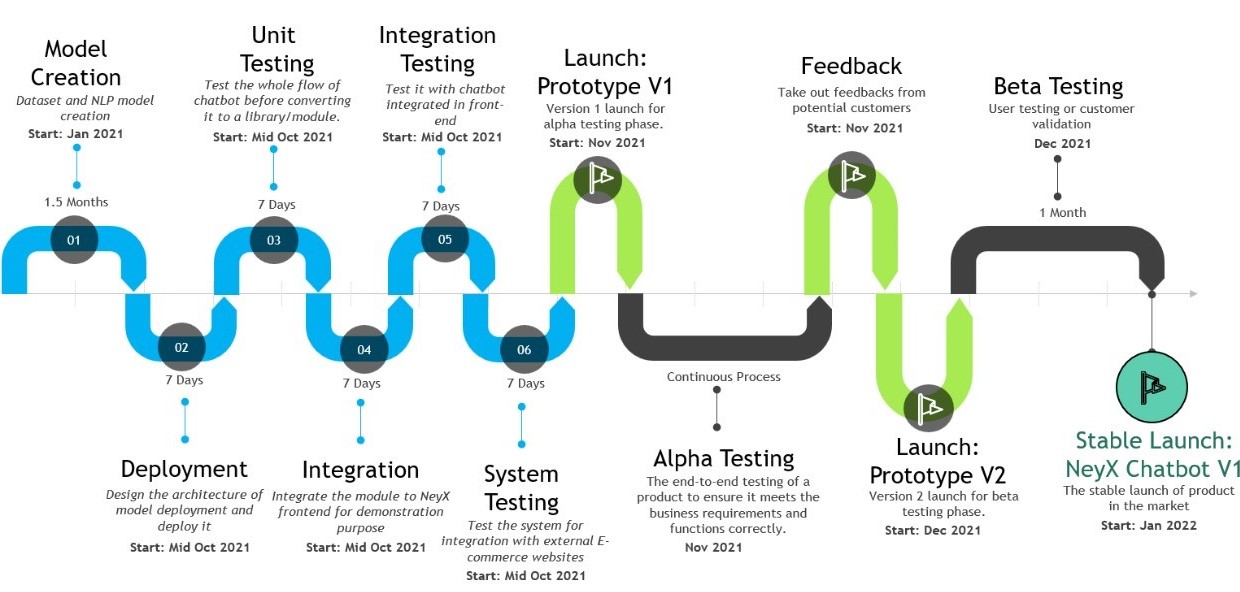 Model
Creation
Dataset and NLP model
creation
Start: Jan 2021
1.5 Months
01
02
7 Days
Deployment
Design the architecture of
model deployment and
deploy it
Start: Mid Oct 2021
Unit
Testing
Test the whole flow of
chatbot before converting
it to a library/module.
Start: Mid Oct 2021
7 Days
03
04
7 Days
Integration
Integrate the module to NeyX
frontend for demonstration
purpose
Start: Mid Oct 2021
Integration
Testing
Test it with chatbot
integrated in front-
end
Start: Mid Oct 2021
7 Days
05
06
7 Days
System
Testing
Test the system for
integration with external E-
commerce websites
Start: Mid Oct 2021
Launch:
Prototype V1
Version 1 launch for
alpha testing phase.
Start: Nov 2021
Continuous Process
Alpha Testing
The end-to-end testing of a
product to ensure it meets the
business requirements and
functions correctly.
Nov 2021
Feedback
Take out feedbacks from
potential customers
Start: Nov 2021
Launch:
Prototype V2
Version 2 launch for beta
testing phase.
Start: Dec 2021
Beta Testing
User testing or customer
validation
Dec 2021
1 Month
Stable Launch:
NeyX Chatbot V1
The stable launch of product
in the market
Start: Jan 2022